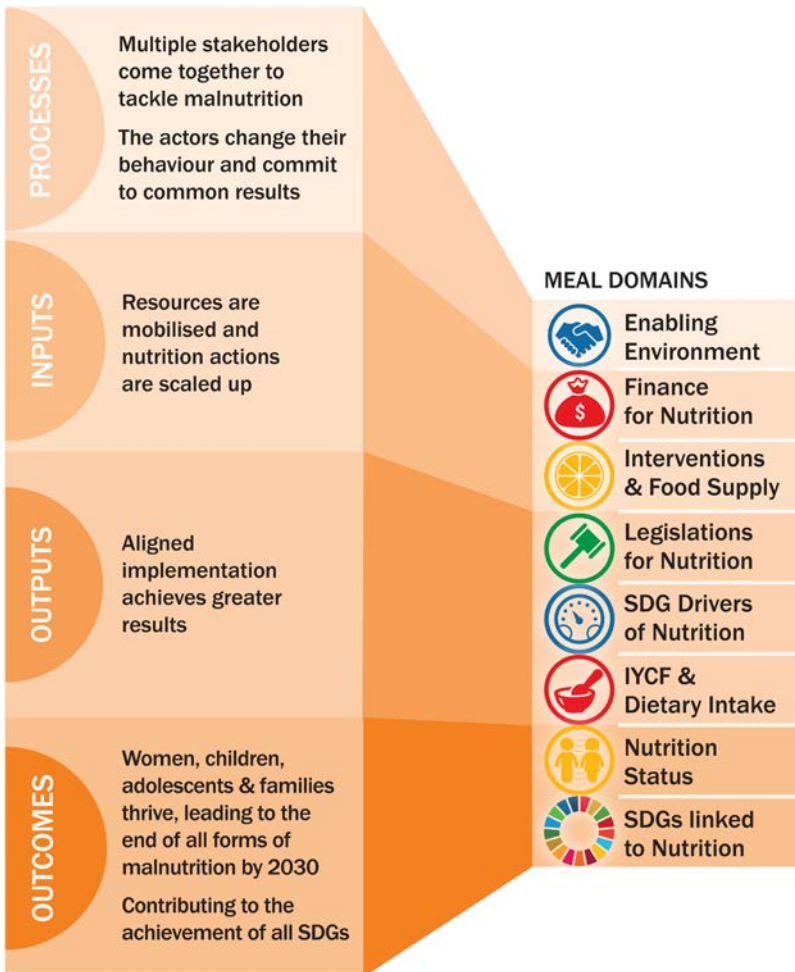 PROCESSES
Multiple stakeholders
come together to
tackle malnutrition
The actors change their
behaviour and commit
to common results
INPUTS
Resources are
mobilised and
nutrition actions
are scaled up
OUTPUTS
Aligned
implementation
achieves greater
results
OUTCOMES
Women, children,
adolescents & families
thrive, leading to the
end of all forms of
malnutrition by 2030
Contributing to the
achievement of all SDGs
MEAL DOMAINS
Enabling
Environment
$
Finance
for Nutrition
Interventions
& Food Supply
Legislations
for Nutrition
SDG Drivers
of Nutrition
IYCF &
Dietary Intake
Nutrition
Status
SDGs linked
to Nutrition